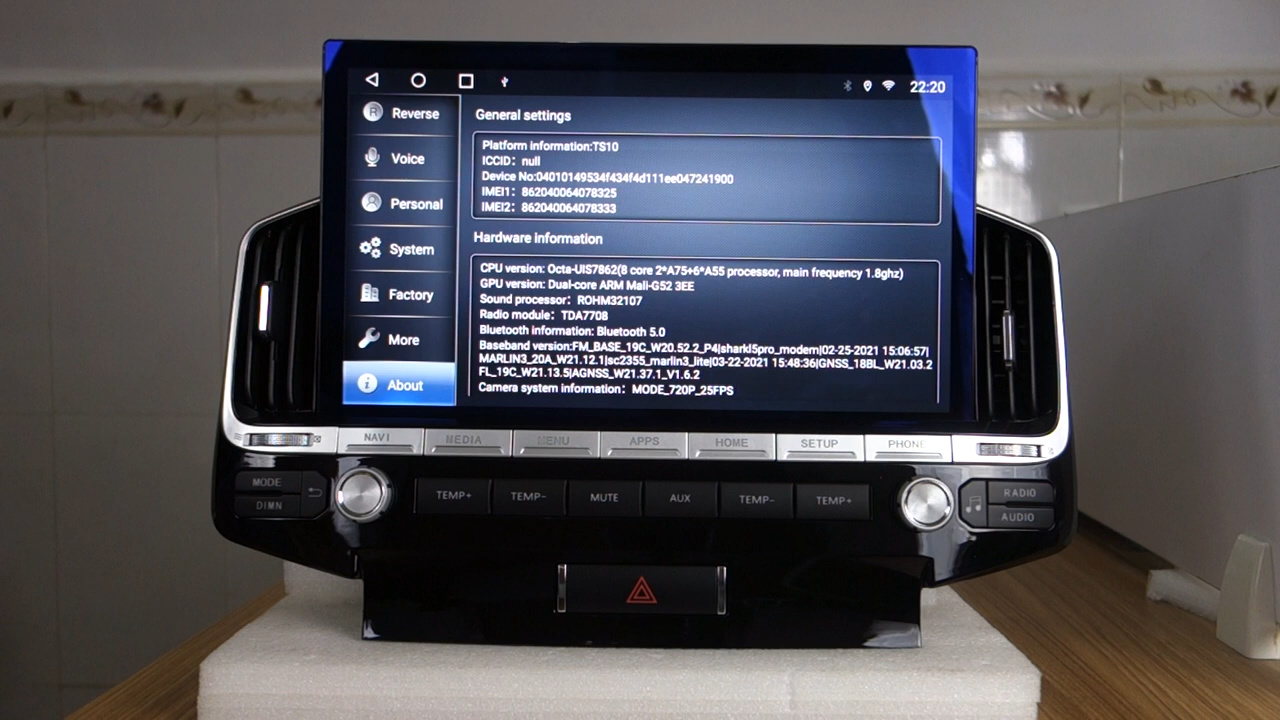 22:20
R Reverse
Voice
Personal
System
Factory
More
i About
General settings
Platform information:TS10
ICCID: null
Device No:04010149534f434f4d111ee047241900
IMEI1: 862040064078325
IMEI2: 862040064078333
Hardware information
CPU version: Octa-UIS7862(8 core 2*A75+6*A55 processor, main frequency 1.8ghz)
GPU version: Dual-core ARM Mali-G52 3EE
Sound processor: ROHM32107
Radio module: TDA7708
Bluetooth information: Bluetooth 5.0
Baseband version:FM_BASE_19C_W20.52.2_P4|sharkl5pro_modem|02-25-2021 15:06:57|
MARLIN3_20A_W21.12.1|sc2355_marlin3_lite|03-22-2021 15:48:36|GNSS_18BL_W21.03.2
FL_19C_W21.13.5|AGNSS_W21.37.1_V1.6.2
Camera system information: MODE_720P_25FPS
NAVI MEDIA MENU APPS HOME SETUP PHONE
MODE
DIMN
TEMP+ TEMP- MUTE AUX TEMP- TEMP+
RADIO
AUDIO